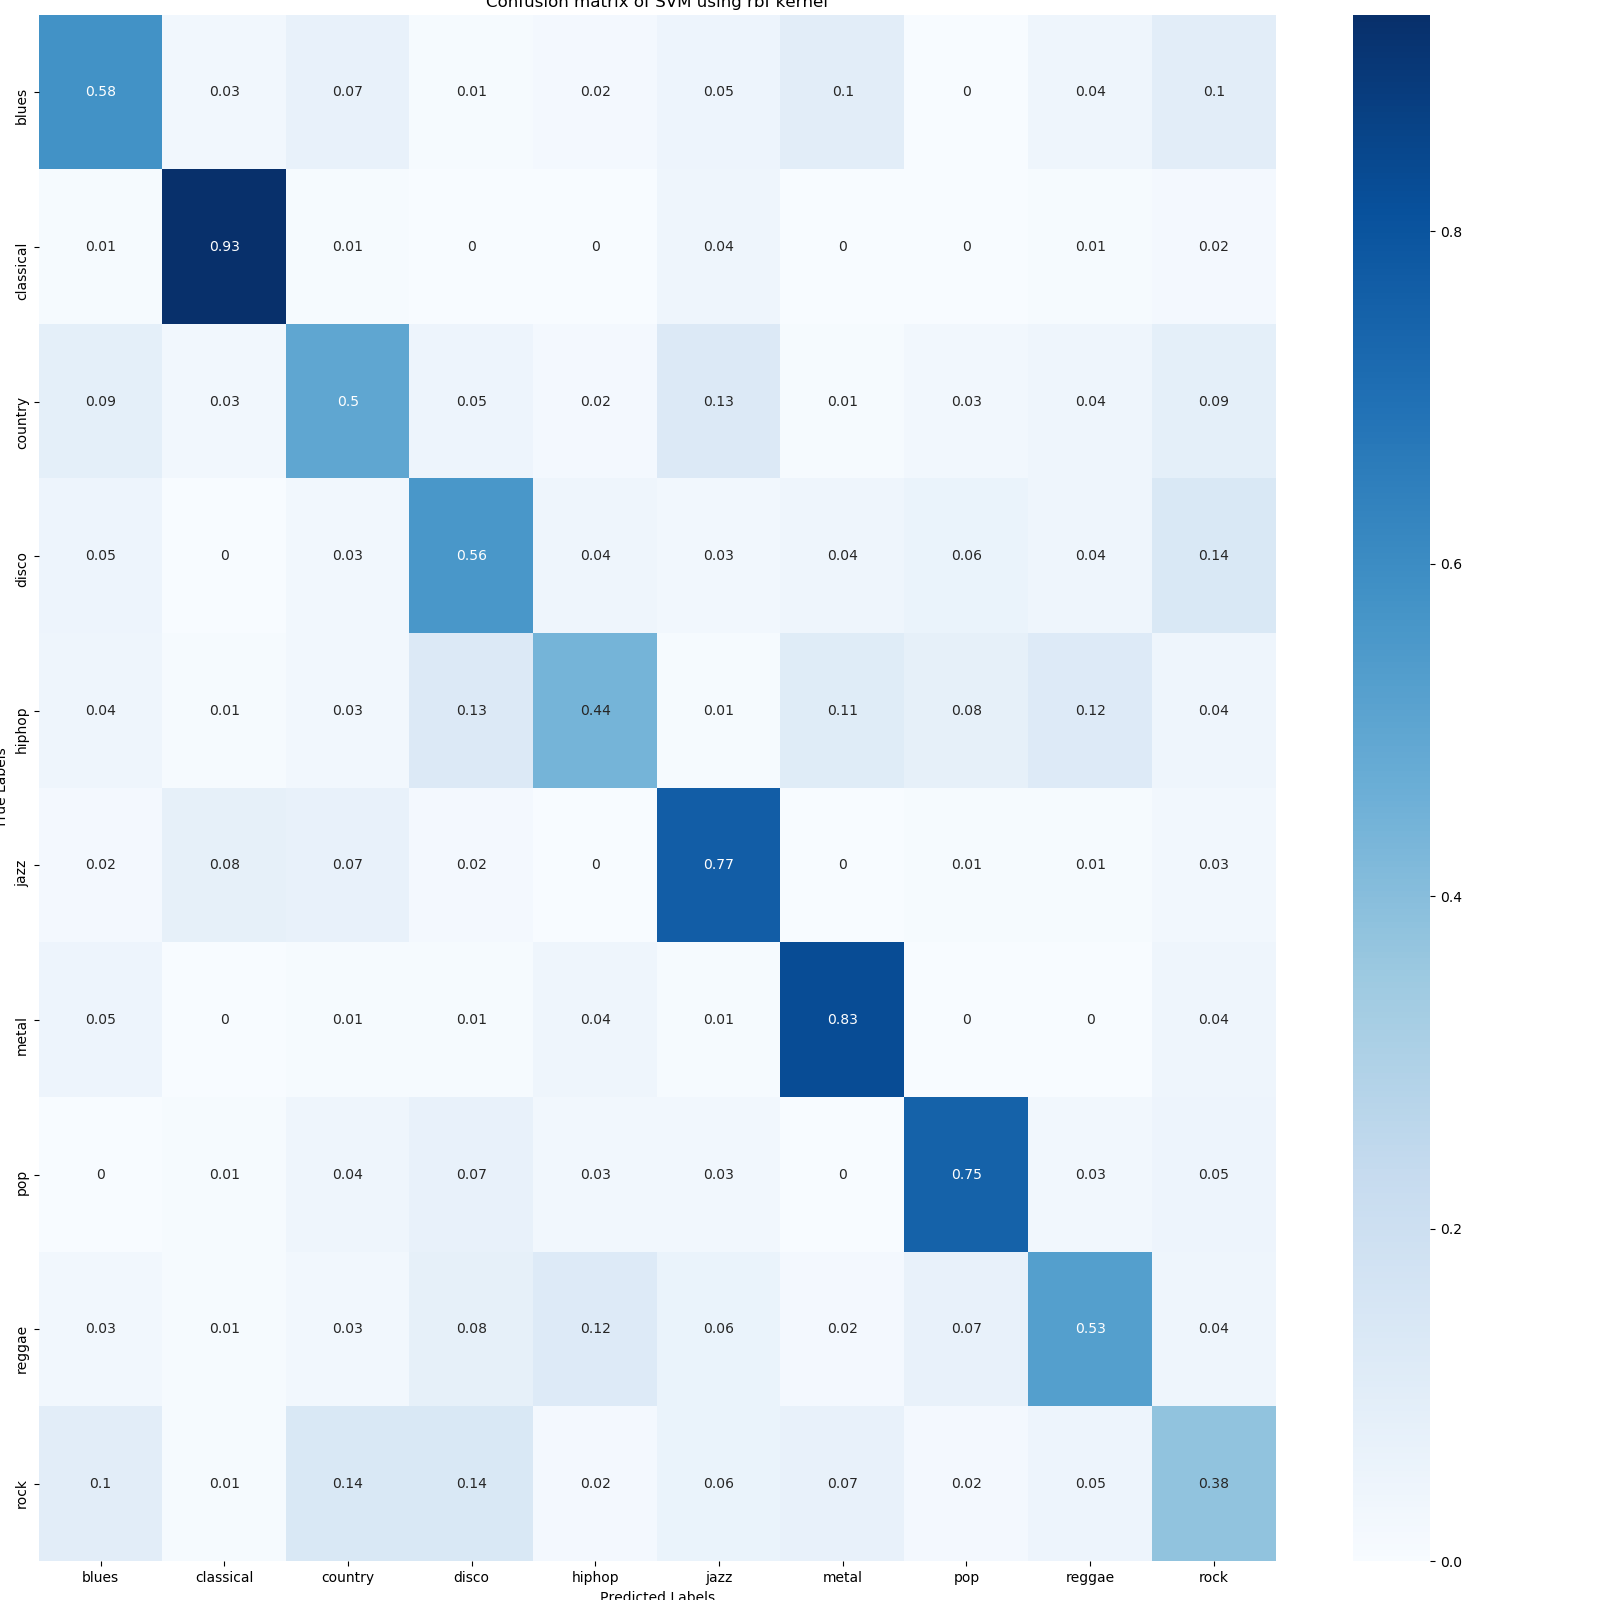 Confusion matrix of SVM using rbf kernel
blues 0.58 0.03 0.07 0.01 0.02 0.05 0.1 0 0.04 0.1
classical 0.01 0.93 0.01 0 0 0.04 0 0 0.01 0.02
country 0.09 0.03 0.5 0.05 0.02 0.13 0.01 0.03 0.04 0.09
disco 0.05 0 0.03 0.56 0.04 0.03 0.04 0.06 0.04 0.14
hiphop 0.04 0.01 0.03 0.13 0.44 0.01 0.11 0.08 0.12 0.04
True Labels
jazz 0.02 0.08 0.07 0.02 0 0.77 0 0.01 0.01 0.03
metal 0.05 0 0.01 0.01 0.04 0.01 0.83 0 0 0.04
pop 0 0.01 0.04 0.07 0.03 0.03 0 0.75 0.03 0.05
reggae 0.03 0.01 0.03 0.08 0.12 0.06 0.02 0.07 0.53 0.04
rock 0.1 0.01 0.14 0.14 0.02 0.06 0.07 0.02 0.05 0.38
blues classical country disco hiphop jazz metal pop reggae rock
Predicted Labels
0.8
0.6
0.4
0.2
0.0